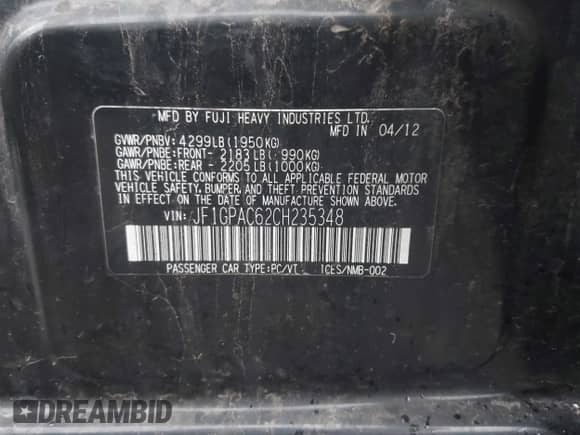 MFD BY FUJI HEAVY INDUSTRIES LTD.
MFD IN 04/12
GVWR/PNBV: 4299LB(1950KG)
GAWR/PNBE:FRONT- 2183LB( 990KG)
GAWR/PNBE:REAR - 2205LB(1000KG)
THIS VEHICLE CONFORMS TO ALL APPLICABLE FEDERAL MOTOR
VEHICLE SAFETY, BUMPER, AND THEFT PREVENTION STANDARDS
IN EFFECT ON THE DATE OF MANUFACTURE SHOWN ABOVE.
VIN: JF1GPAC62CH235348
PASSENGER CAR TYPE:PC/VT ICES/NMB-002
DREAMBID